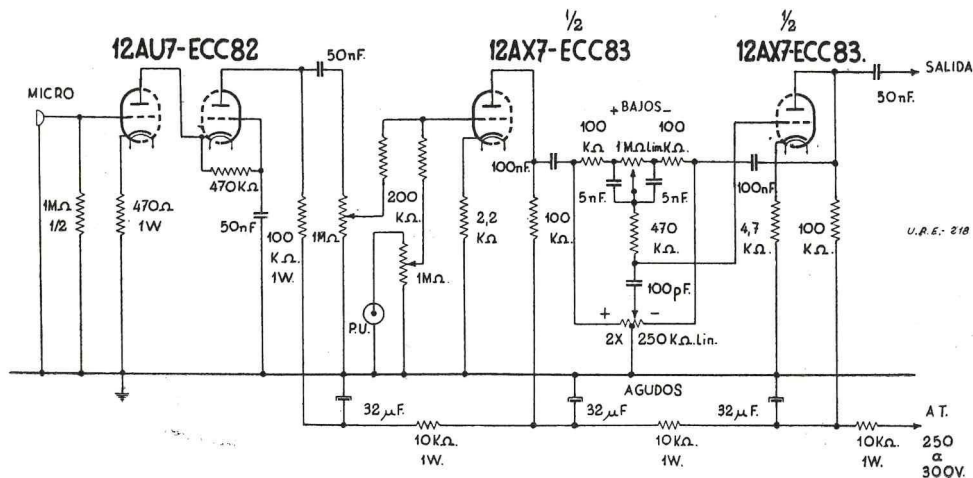 12AU7-ECC82
1/2
12AX7-ECC83
1/2
12AX7-ECC83.
MICRO
50nF.
SALIDA
50nF.
+ BAJOS -
100 KΩ
1MΩ Lin.
100 KΩ
100nF
5nF
5nF.
100nF
470KΩ
200 KΩ.
1MΩ 1/2
470Ω 1W
50nF
100 KΩ 1W.
1MΩ
1MΩ.
2,2 KΩ
100 KΩ
470 KΩ
4,7 KΩ
100 KΩ
U.R.E.- 218
100pF.
P.U.
+ -
2X 250KΩ.Lin.
AGUDOS
32µF.
32µF
32µF
A.T.
10KΩ 1W.
10KΩ 1W.
10KΩ 1W.
250 a 300V.